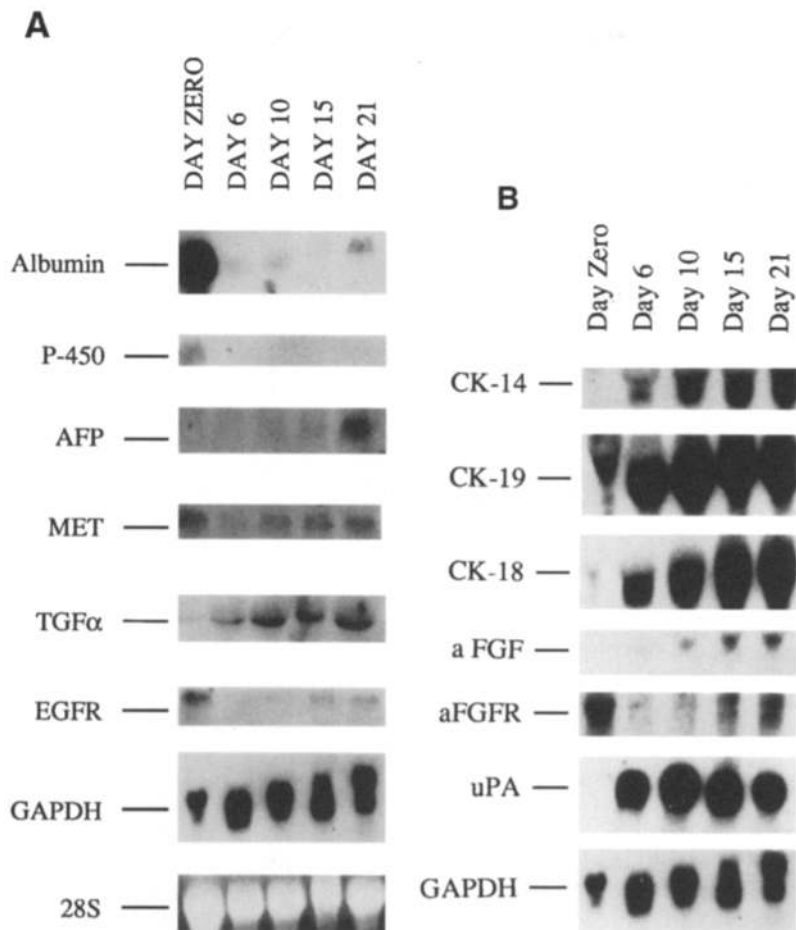 A
DAY ZERO
DAY 6
DAY 10
DAY 15
DAY 21
Albumin
P-450
AFP
MET
TGFα
EGFR
GAPDH
28S
B
Day Zero
Day 6
Day 10
Day 15
Day 21
CK-14
CK-19
CK-18
a FGF
aFGFR
uPA
GAPDH